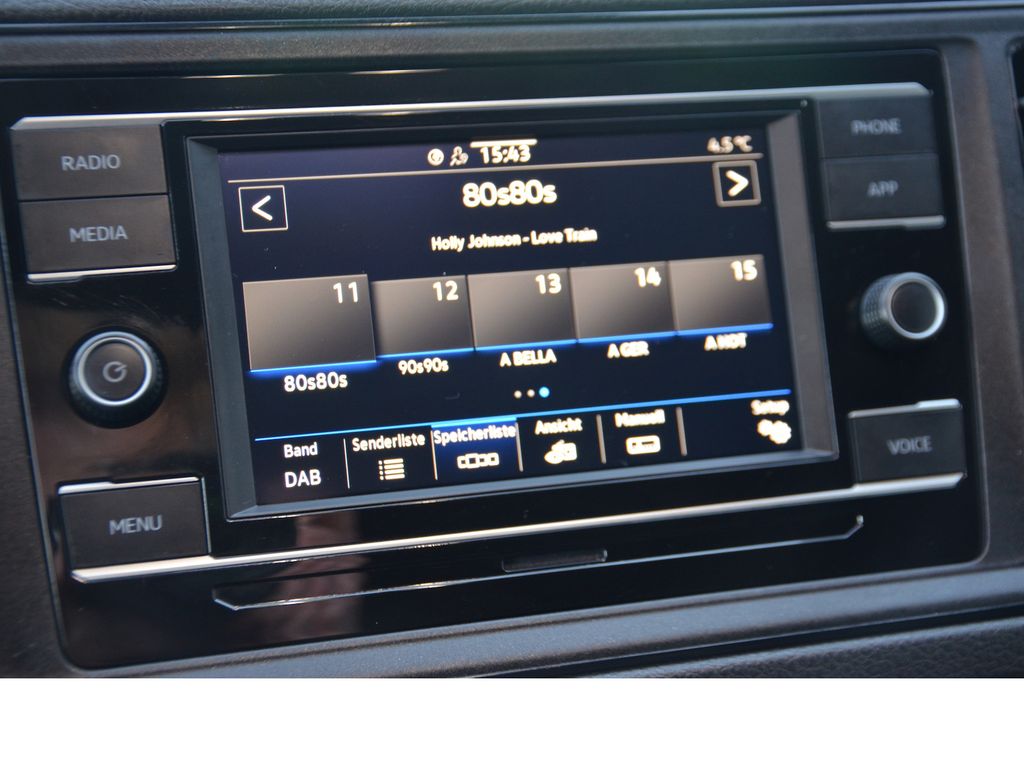 RADIO
MEDIA
MENU
15:43
4.5 °C
<
80s80s
>
Holly Johnson - Love Train
11
12
13
14
15
80s80s
90s90s
A BELLA
A GER
A HOT
Band
DAB
Senderliste
Speicherliste
Ansicht
Manuell
Setup
PHONE
APP
VOICE